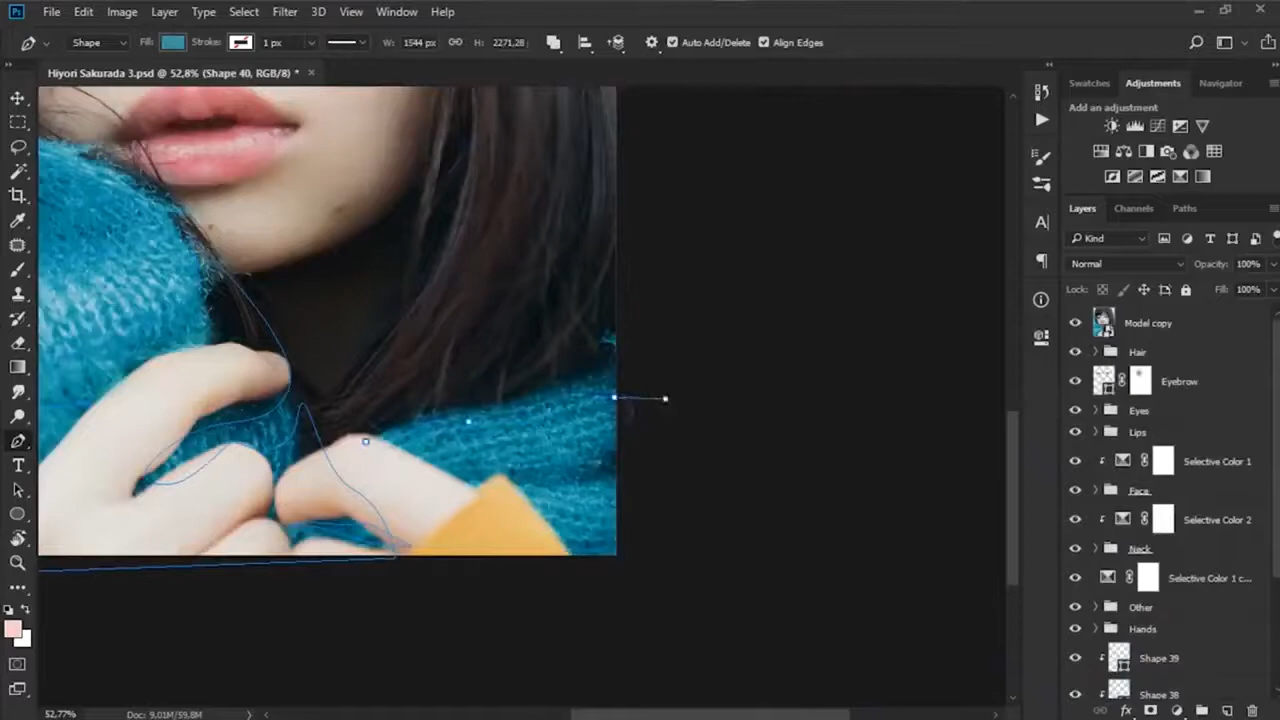 Ps File Edit Image Layer Type Select Filter 3D View Window Help
Shape Fill: Stroke: 1 px W: 1544 px H: 2271,28 Auto Add/Delete Align Edges
Hiyori Sakurada 3.psd @ 52,8% (Shape 40, RGB/8) *
Swatches Adjustments Navigator
Add an adjustment
Layers Channels Paths
Kind
Normal Opacity: 100%
Lock: Fill: 100%
Model copy
Hair
Eyebrow
Eyes
Lips
Selective Color 1
Face
Selective Color 2
Neck
Selective Color 1 c...
Other
Hands
Shape 39
Shape 38
52,77% Doc: 9,01M/59,8M